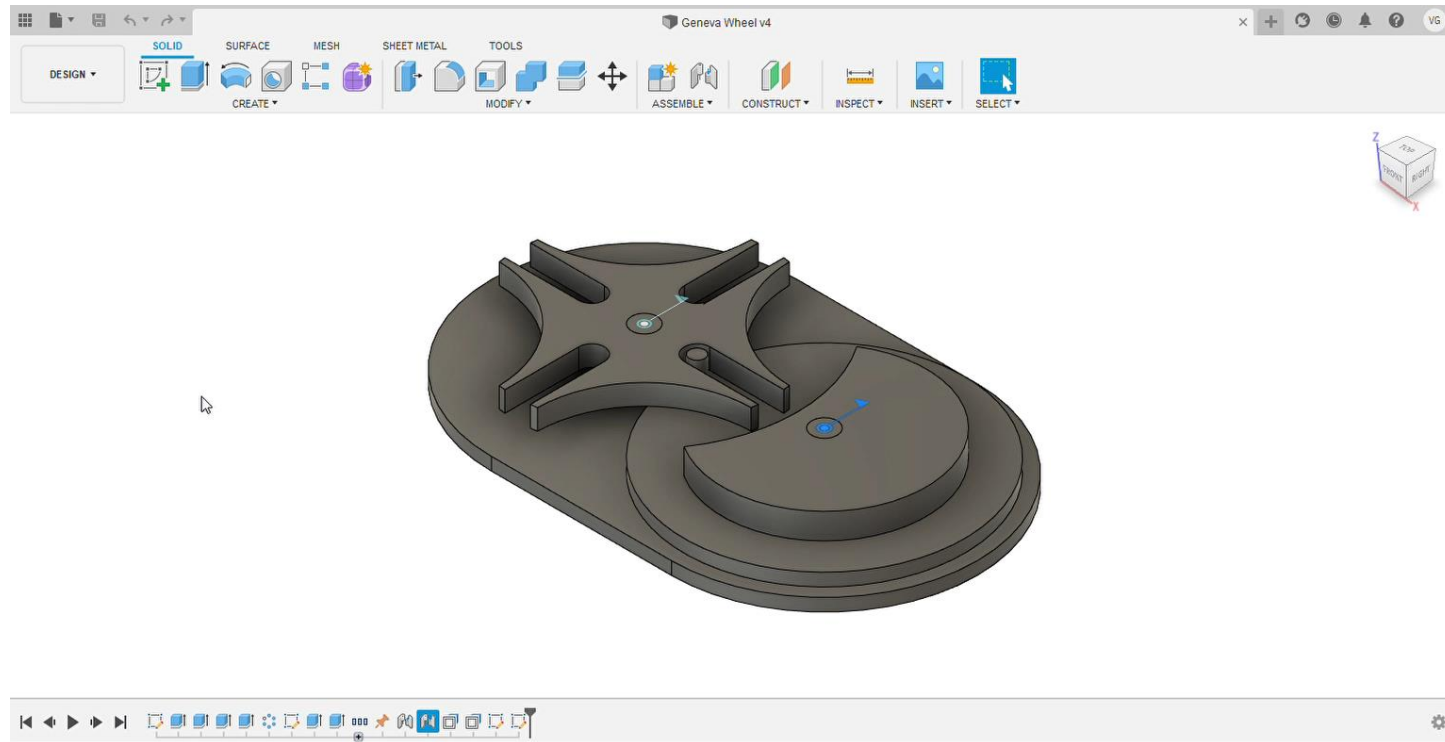 Geneva Wheel v4
VG
SOLID SURFACE MESH SHEET METAL TOOLS
DESIGN
CREATE MODIFY ASSEMBLE CONSTRUCT INSPECT INSERT SELECT
Z
TOP
FRONT RIGHT
X